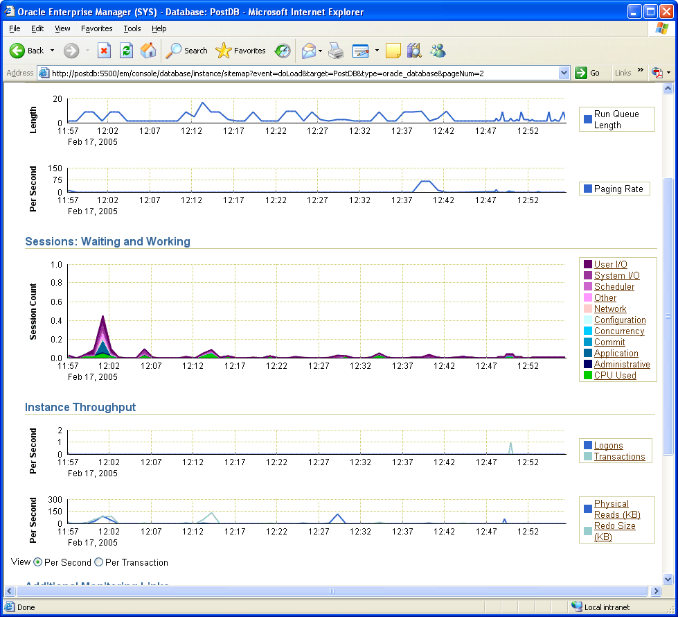 Oracle Enterprise Manager (SYS) - Database: PostDB - Microsoft Internet Explorer
File Edit View Favorites Tools Help
Back Search Favorites
Address http://postdb:5500/em/console/database/instance/sitemap?event=doLoad&target=PostDB&type=oracle_database&pageNum=2 Go Links »
Length
20
0
11:57 12:02 12:07 12:12 12:17 12:22 12:27 12:32 12:37 12:42 12:47 12:52
Feb 17, 2005
Run Queue
Length
Per Second
150
75
0
11:57 12:02 12:07 12:12 12:17 12:22 12:27 12:32 12:37 12:42 12:47 12:52
Feb 17, 2005
Paging Rate
Sessions: Waiting and Working
Session Count
1.0
0.8
0.6
0.4
0.2
0.0
11:57 12:02 12:07 12:12 12:17 12:22 12:27 12:32 12:37 12:42 12:47 12:52
Feb 17, 2005
User I/O
System I/O
Scheduler
Other
Network
Configuration
Concurrency
Commit
Application
Administrative
CPU Used
Instance Throughput
Per Second
2
1
0
11:57 12:02 12:07 12:12 12:17 12:22 12:27 12:32 12:37 12:42 12:47 12:52
Feb 17, 2005
Logons
Transactions
Per Second
300
150
0
11:57 12:02 12:07 12:12 12:17 12:22 12:27 12:32 12:37 12:42 12:47 12:52
Feb 17, 2005
Physical
Reads (KB)
Redo Size
(KB)
View Per Second Per Transaction
Additional Monitoring Links
Done Local intranet